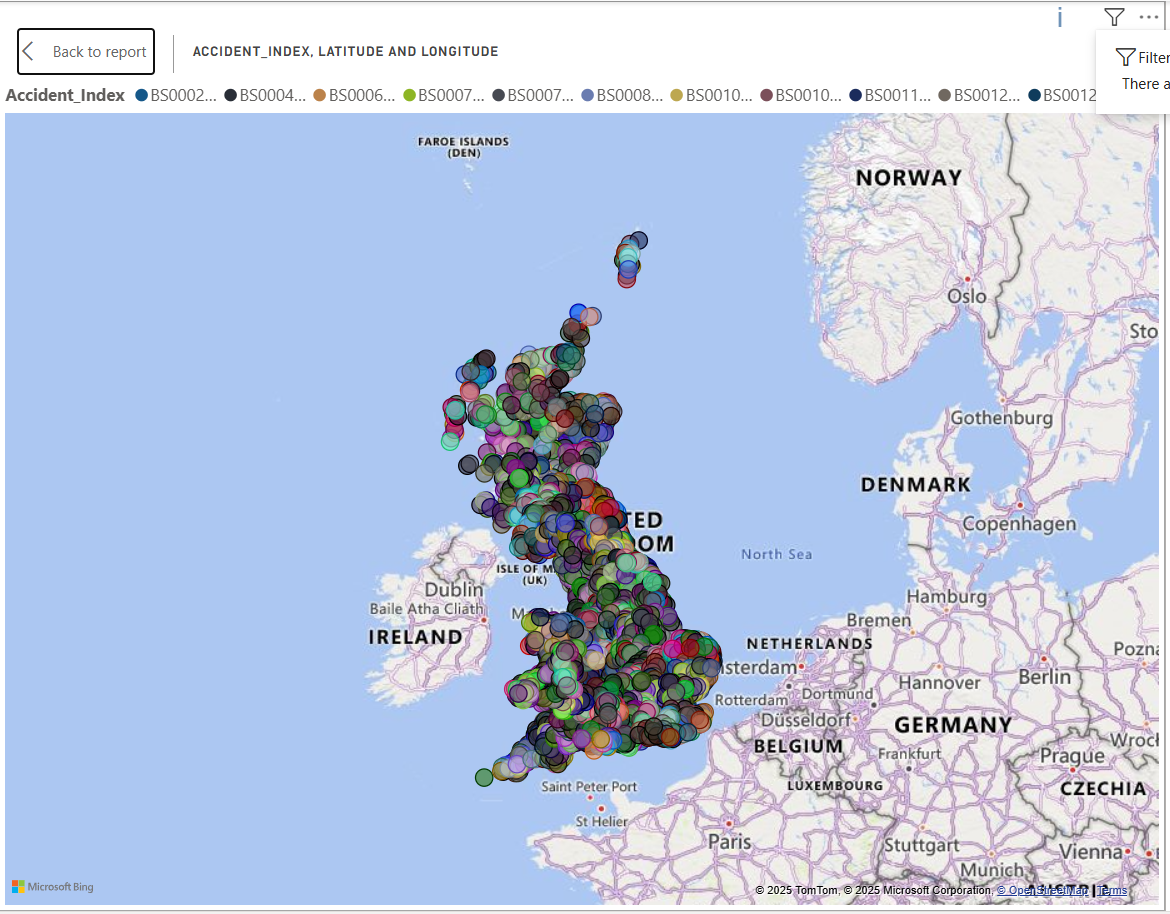 Back to report
ACCIDENT_INDEX, LATITUDE AND LONGITUDE
Filter
There a
Accident_Index BS0002... BS0004... BS0006... BS0007... BS0007... BS0008... BS0010... BS0010... BS0011... BS0012... BS0012
FAROE ISLANDS
(DEN)
NORWAY
Oslo
Sto
Gothenburg
DENMARK
Copenhagen
TED
OM
North Sea
ISLE OF M
(UK)
Dublin
Baile Atha Cliath
IRELAND
Hamburg
Bremen
NETHERLANDS
msterdam
Pozna
Berlin
Hannover
Rotterdam
Dortmund
Düsseldorf
GERMANY
BELGIUM
Frankfurt
Prague
Wrocł
LUXEMBOURG
CZECHIA
Saint Peter Port
St Helier
Paris
Stuttgart
Vienna
Munich
AUSTRIA
Microsoft Bing
© 2025 TomTom, © 2025 Microsoft Corporation, © OpenStreetMap Terms